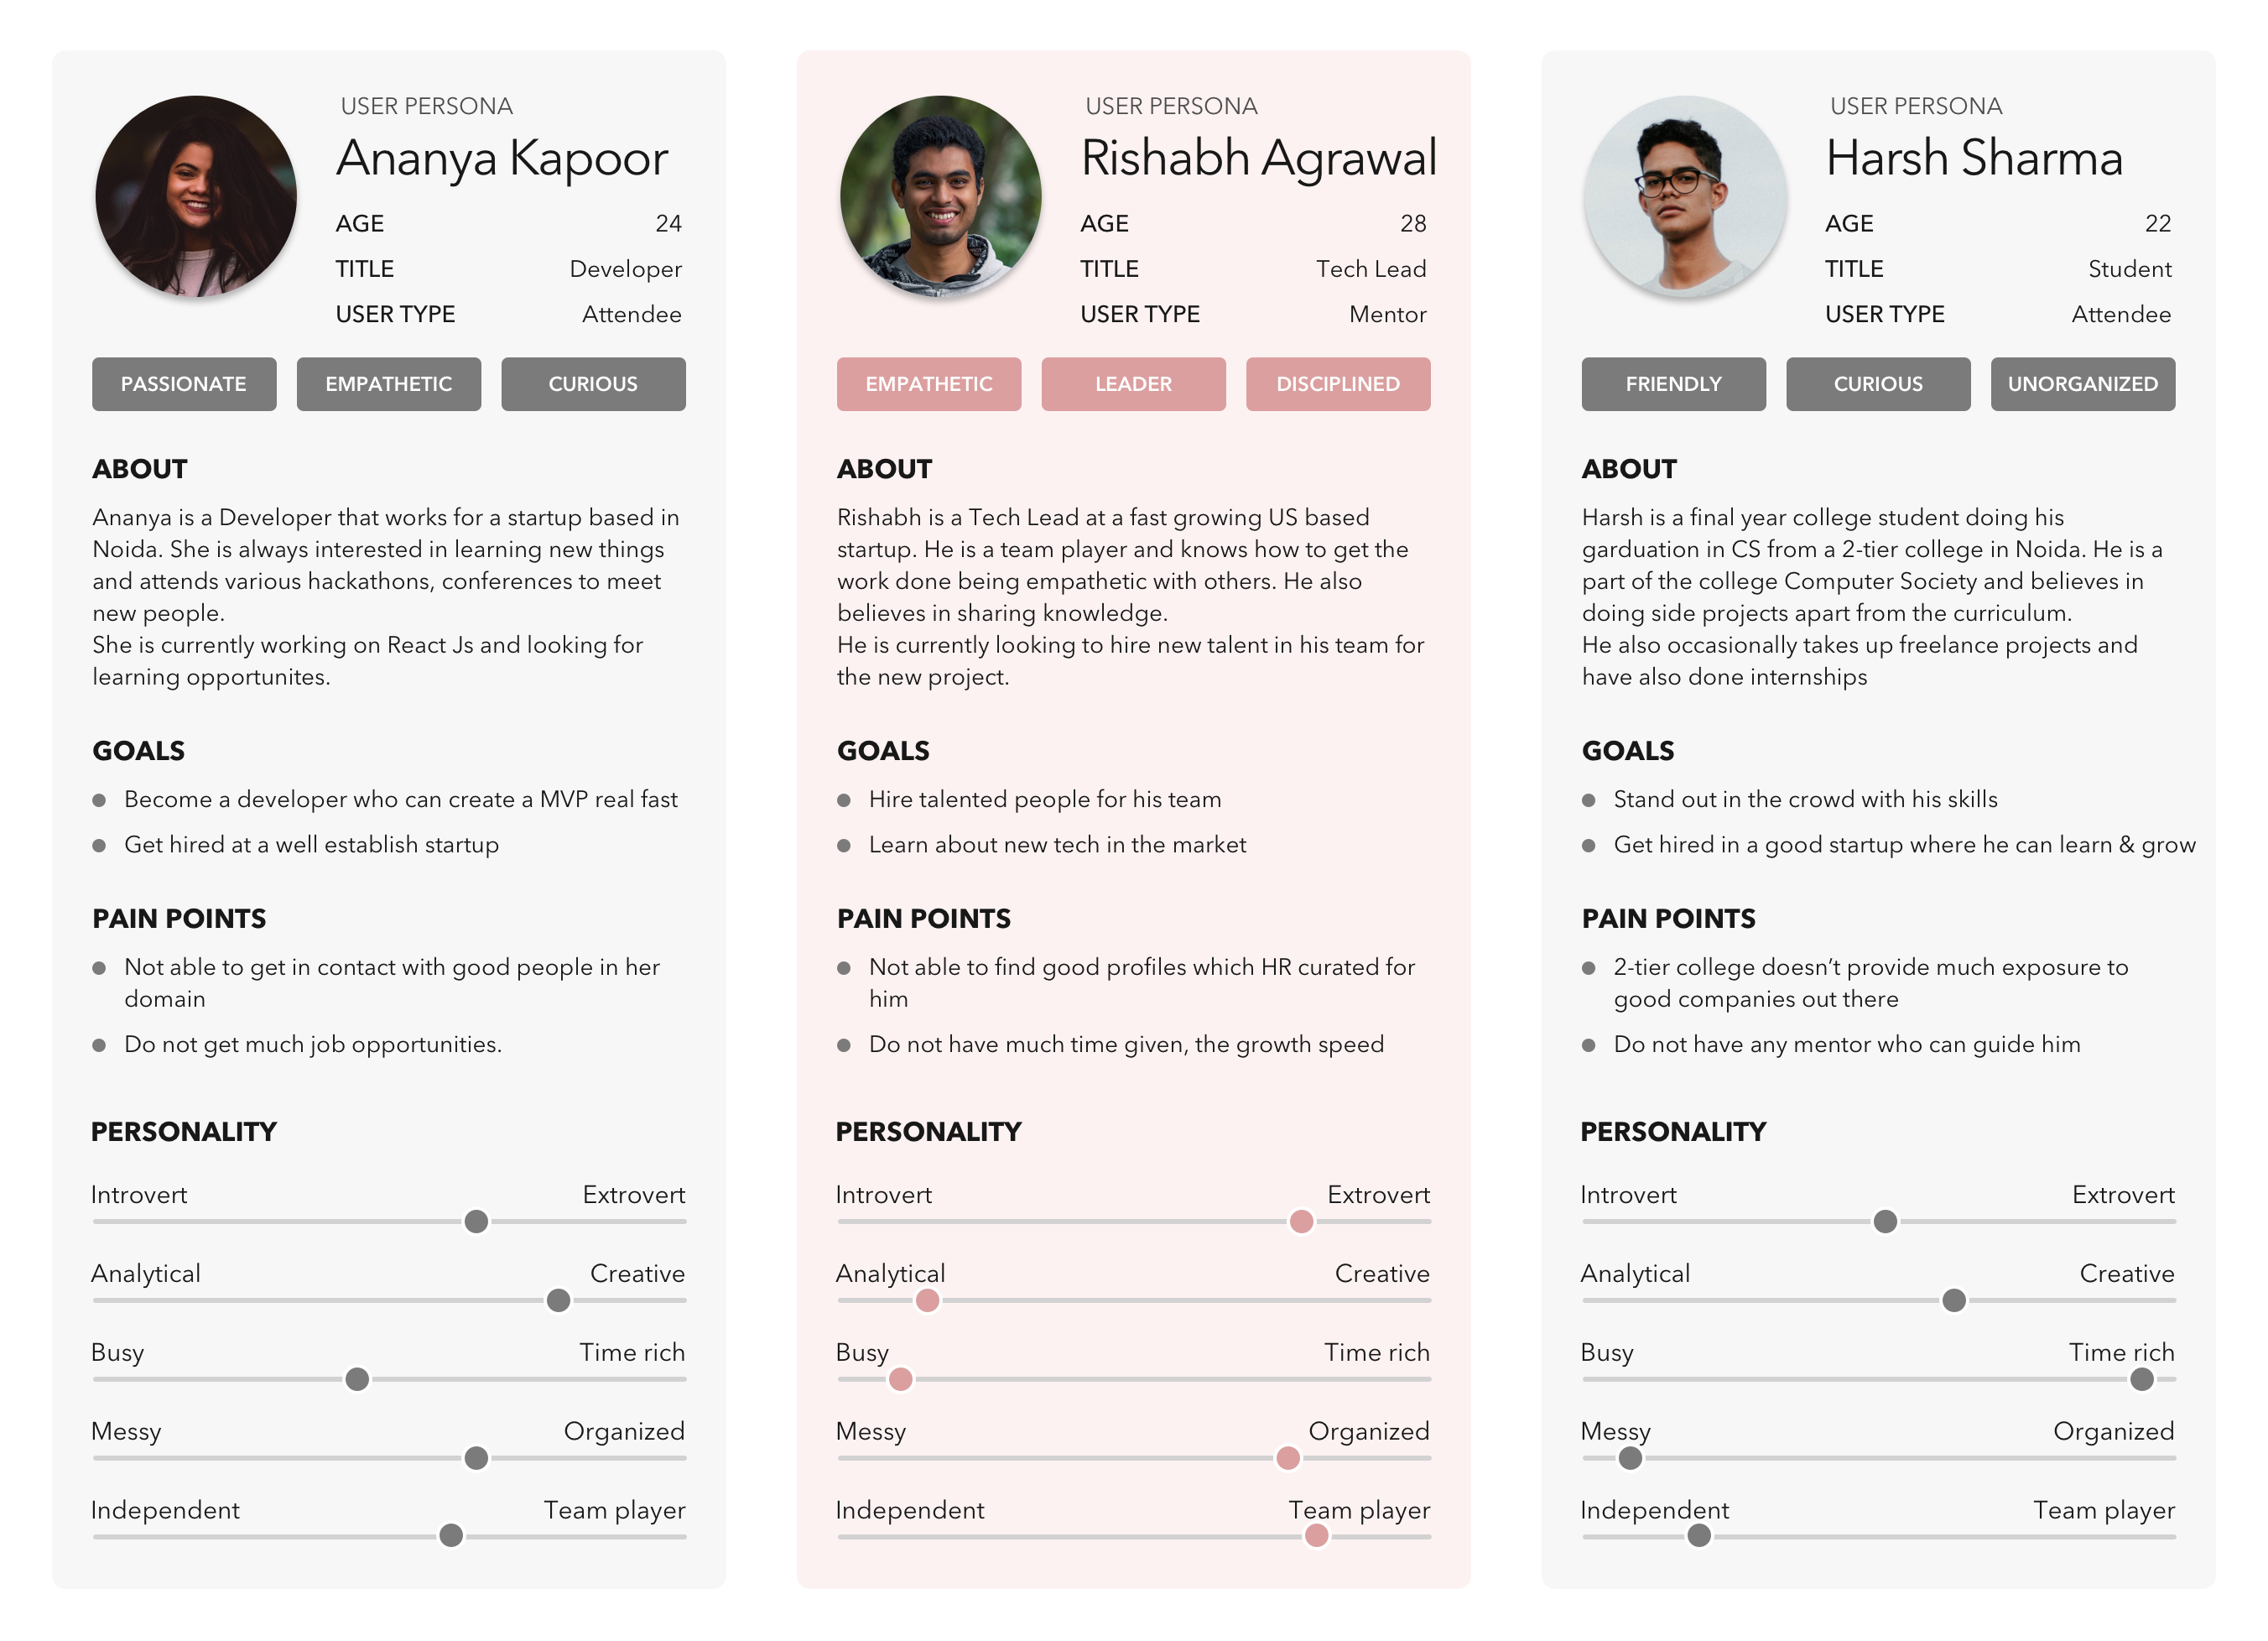 USER PERSONA
Ananya Kapoor
AGE 24
TITLE Developer
USER TYPE Attendee
PASSIONATE EMPATHETIC CURIOUS
ABOUT
Ananya is a Developer that works for a startup based in
Noida. She is always interested in learning new things
and attends various hackathons, conferences to meet
new people.
She is currently working on React Js and looking for
learning opportunites.
GOALS
Become a developer who can create a MVP real fast
Get hired at a well establish startup
PAIN POINTS
Not able to get in contact with good people in her
domain
Do not get much job opportunities.
PERSONALITY
Introvert Extrovert
Analytical Creative
Busy Time rich
Messy Organized
Independent Team player
USER PERSONA
Rishabh Agrawal
AGE 28
TITLE Tech Lead
USER TYPE Mentor
EMPATHETIC LEADER DISCIPLINED
ABOUT
Rishabh is a Tech Lead at a fast growing US based
startup. He is a team player and knows how to get the
work done being empathetic with others. He also
believes in sharing knowledge.
He is currently looking to hire new talent in his team for
the new project.
GOALS
Hire talented people for his team
Learn about new tech in the market
PAIN POINTS
Not able to find good profiles which HR curated for
him
Do not have much time given, the growth speed
PERSONALITY
Introvert Extrovert
Analytical Creative
Busy Time rich
Messy Organized
Independent Team player
USER PERSONA
Harsh Sharma
AGE 22
TITLE Student
USER TYPE Attendee
FRIENDLY CURIOUS UNORGANIZED
ABOUT
Harsh is a final year college student doing his
garduation in CS from a 2-tier college in Noida. He is a
part of the college Computer Society and believes in
doing side projects apart from the curriculum.
He also occasionally takes up freelance projects and
have also done internships
GOALS
Stand out in the crowd with his skills
Get hired in a good startup where he can learn & grow
PAIN POINTS
2-tier college doesn’t provide much exposure to
good companies out there
Do not have any mentor who can guide him
PERSONALITY
Introvert Extrovert
Analytical Creative
Busy Time rich
Messy Organized
Independent Team player